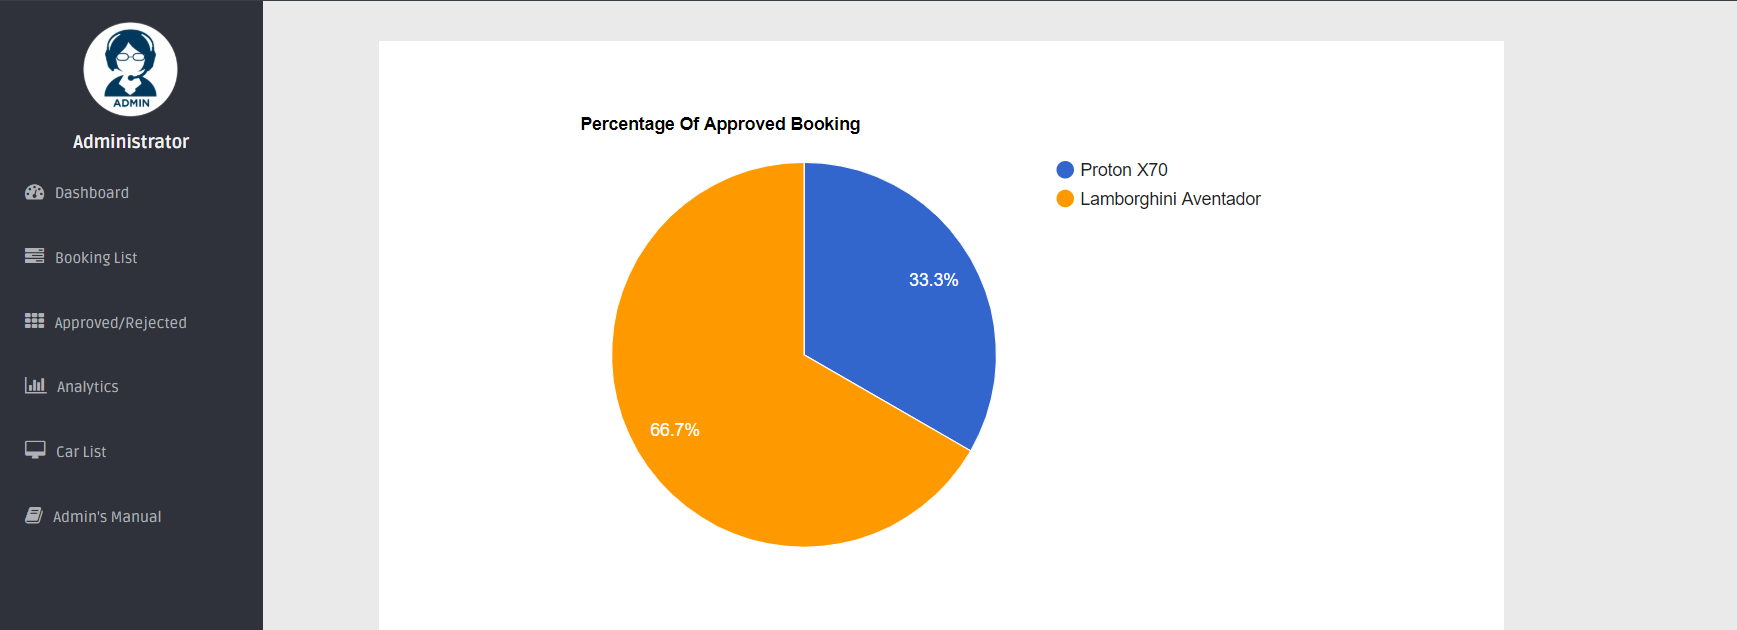 ADMIN
Administrator
Dashboard
Booking List
Approved/Rejected
Analytics
Car List
Admin's Manual
Percentage Of Approved Booking
Proton X70
Lamborghini Aventador
33.3%
66.7%